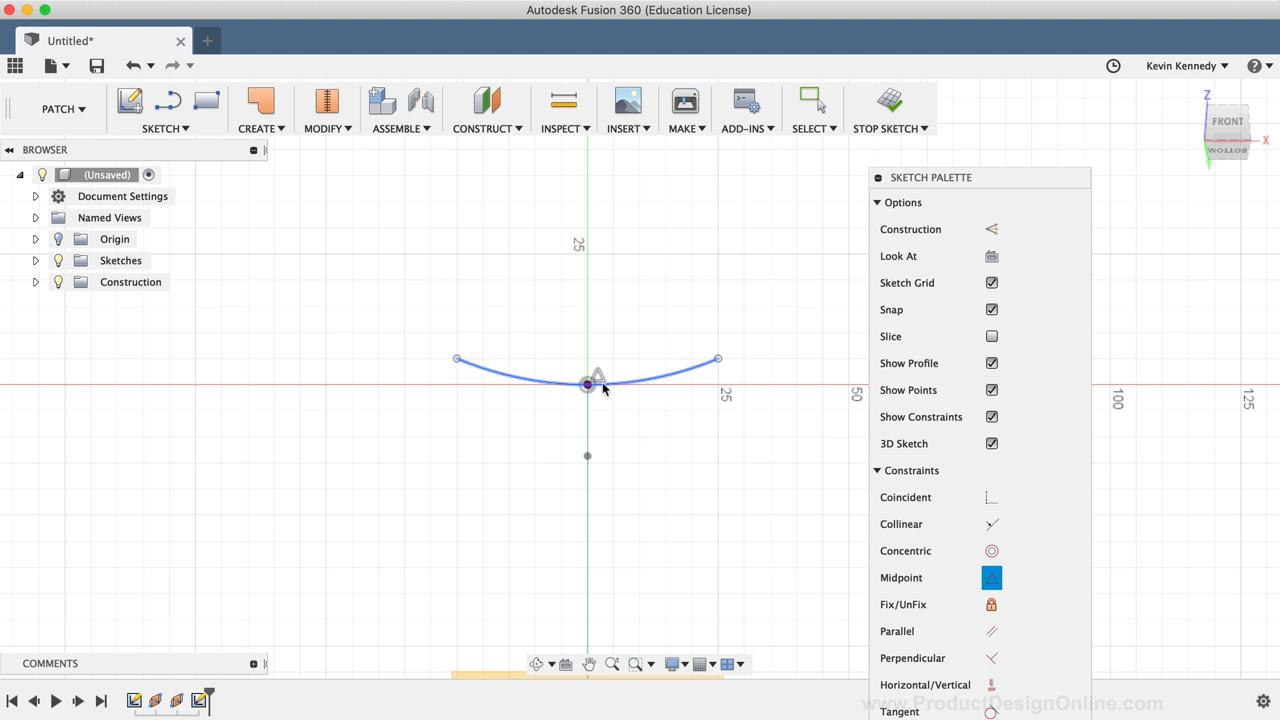 Autodesk Fusion 360 (Education License)
Untitled*
Kevin Kennedy
PATCH
SKETCH CREATE MODIFY ASSEMBLE CONSTRUCT INSPECT INSERT MAKE ADD-INS SELECT STOP SKETCH
Z
FRONT
X
BOTTOM
BROWSER
(Unsaved)
Document Settings
Named Views
Origin
Sketches
Construction
25
25
50
100
125
SKETCH PALETTE
Options
Construction
Look At
Sketch Grid
Snap
Slice
Show Profile
Show Points
Show Constraints
3D Sketch
Constraints
Coincident
Collinear
Concentric
Midpoint
Fix/UnFix
Parallel
Perpendicular
Horizontal/Vertical
Tangent
COMMENTS
www.ProductDesignOnline.com